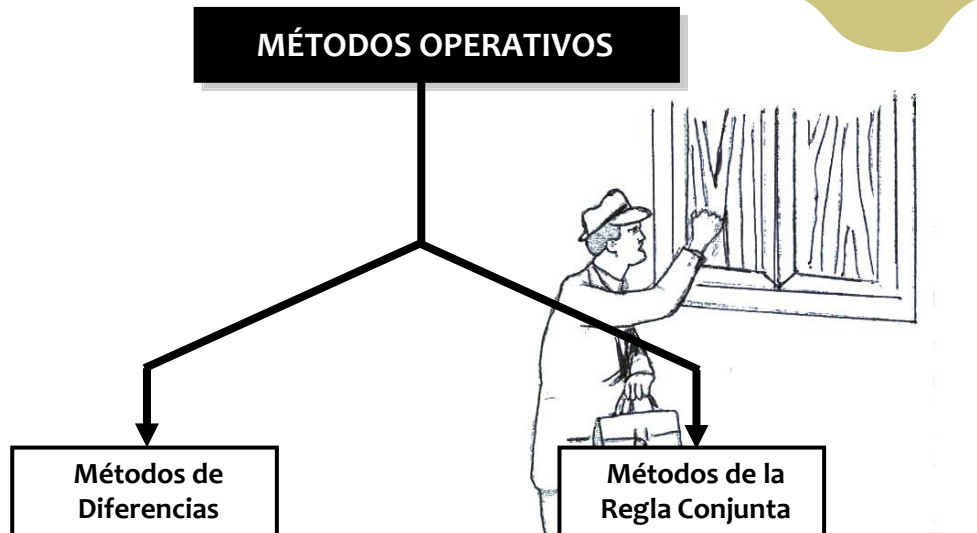 MÉTODOS OPERATIVOS
Métodos de
Diferencias
Métodos de la
Regla Conjunta